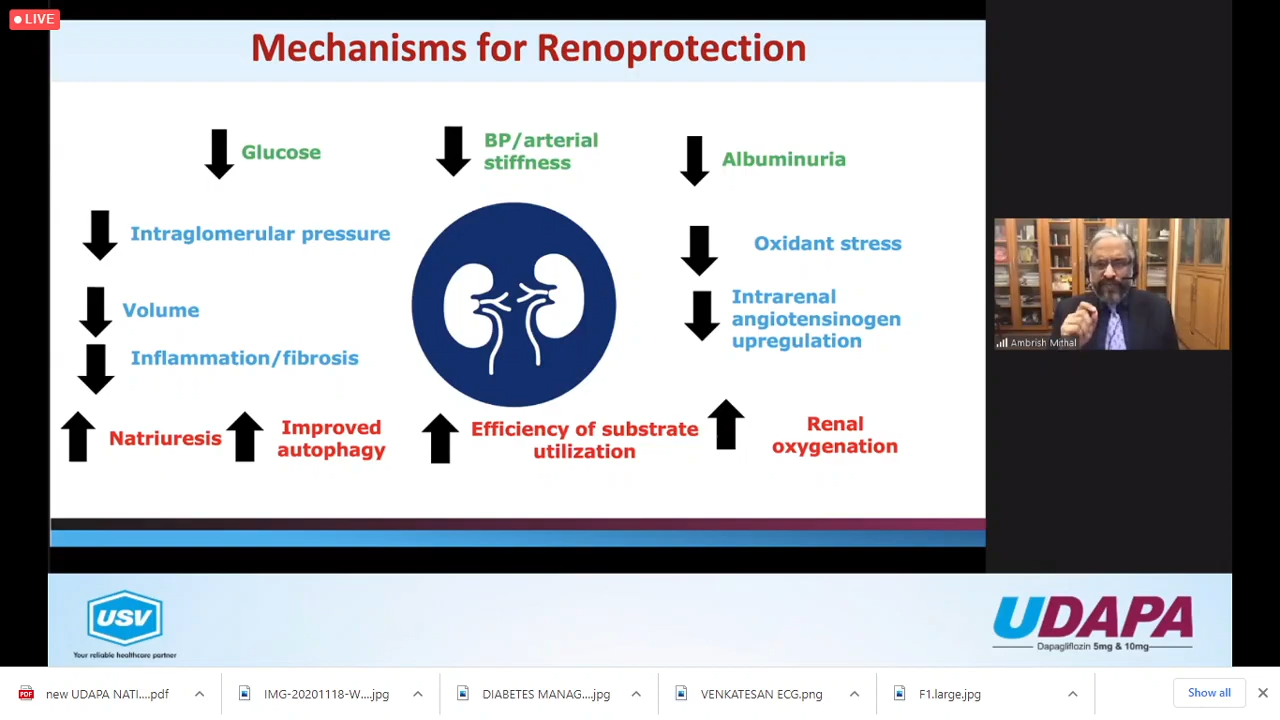 LIVE
Mechanisms for Renoprotection
Glucose
BP/arterial
stiffness
Albuminuria
Intraglomerular pressure
Oxidant stress
Volume
Intrarenal
angiotensinogen
upregulation
Inflammation/fibrosis
Natriuresis
Improved
autophagy
Efficiency of substrate
utilization
Renal
oxygenation
Ambrish Mithal
USV
Your reliable healthcare partner
UDAPA
Dapagliflozin 5mg & 10mg
new UDAPA NATI....pdf
IMG-20201118-W....jpg
DIABETES MANAG....jpg
VENKATESAN ECG.png
F1.large.jpg
Show all